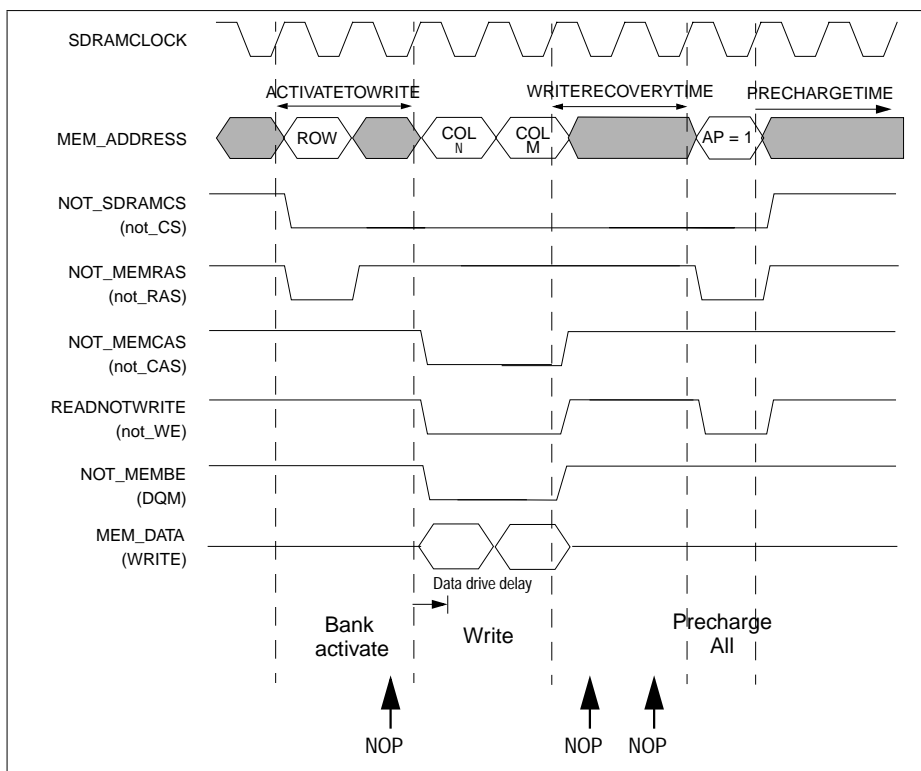 SDRAMCLOCK
ACTIVATETOWRITE
WRITERECOVERYTIME
PRECHARGETIME
MEM_ADDRESS
ROW
COL
N
COL
M
AP = 1
NOT_SDRAMCS
(not_CS)
NOT_MEMRAS
(not_RAS)
NOT_MEMCAS
(not_CAS)
READNOTWRITE
(not_WE)
NOT_MEMBE
(DQM)
MEM_DATA
(WRITE)
Data drive delay
Bank
activate
Write
Precharge
All
NOP
NOP
NOP